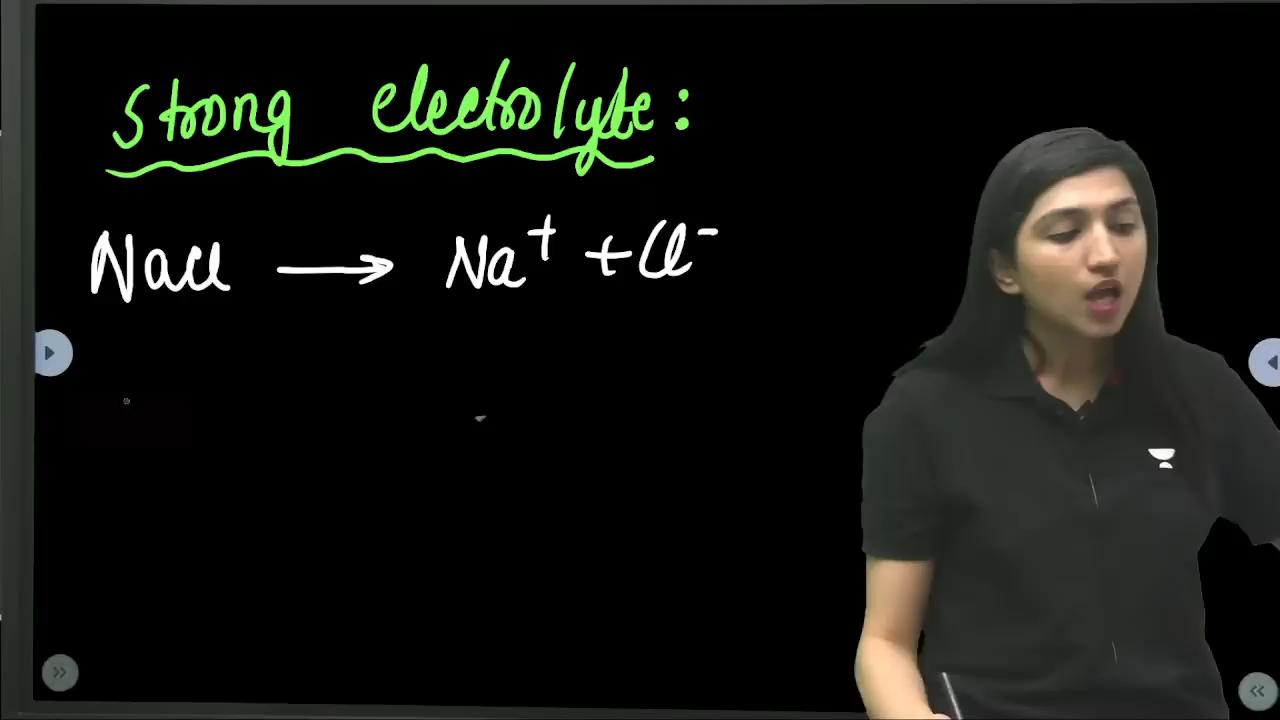 Strong electrolyte:
NaCl ⟶ Na⁺ + Cl⁻